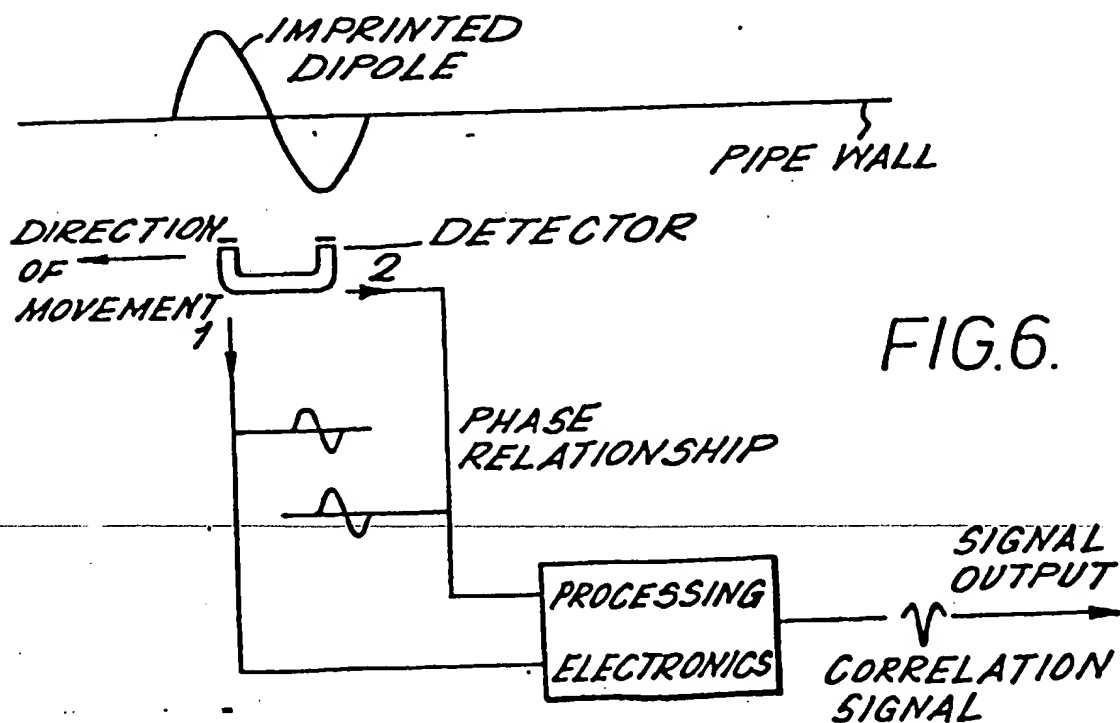 IMPRINTED
DIPOLE
PIPE WALL
DIRECTION
OF
MOVEMENT
DETECTOR
1
2
FIG.6.
PHASE
RELATIONSHIP
PROCESSING
ELECTRONICS
SIGNAL
OUTPUT
CORRELATION
SIGNAL